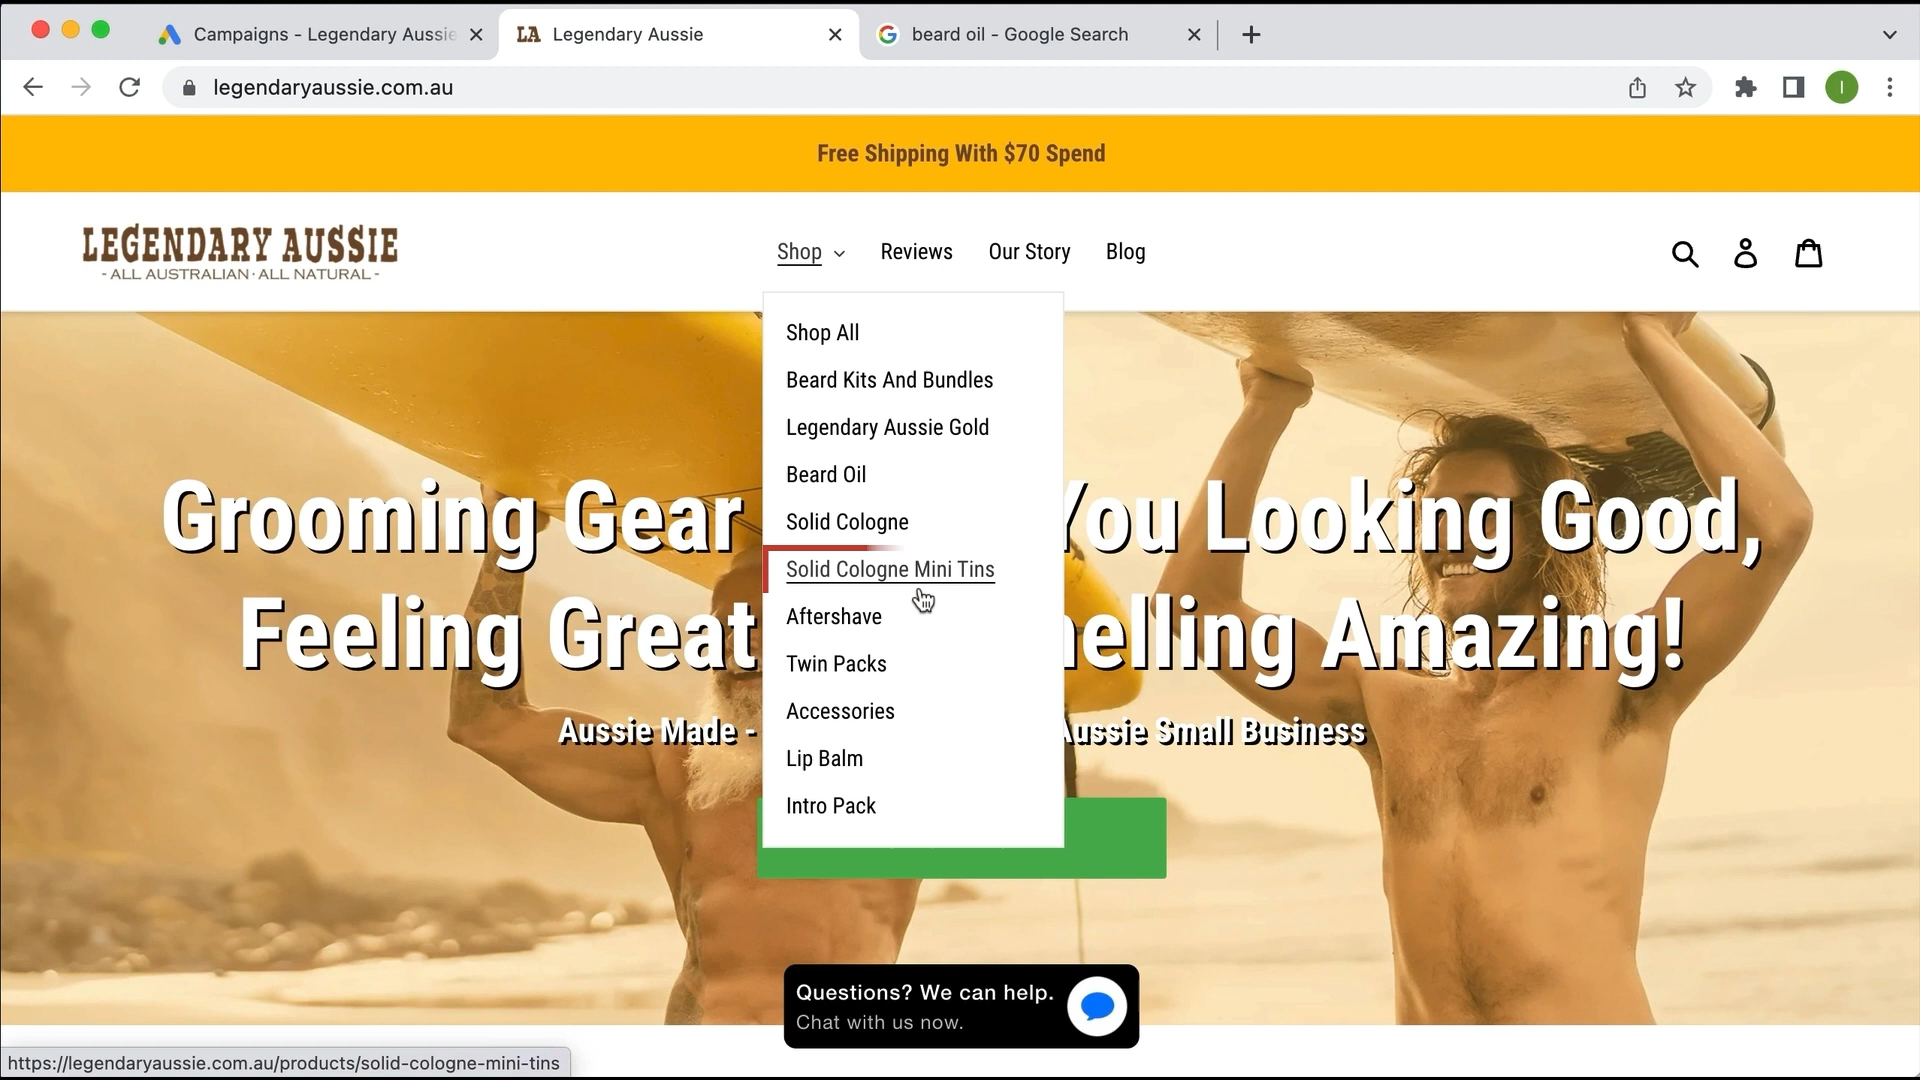 Campaigns - Legendary Aussie
LA Legendary Aussie
beard oil - Google Search
legendaryaussie.com.au
I
Free Shipping With $70 Spend
LEGENDARY AUSSIE
- ALL AUSTRALIAN · ALL NATURAL -
Shop Reviews Our Story Blog
Shop All
Beard Kits And Bundles
Legendary Aussie Gold
Beard Oil
Solid Cologne
Solid Cologne Mini Tins
Aftershave
Twin Packs
Accessories
Lip Balm
Intro Pack
Grooming Gear You Looking Good,
Feeling Great elling Amazing!
Aussie Made - Aussie Small Business
Questions? We can help.
Chat with us now.
https://legendaryaussie.com.au/products/solid-cologne-mini-tins